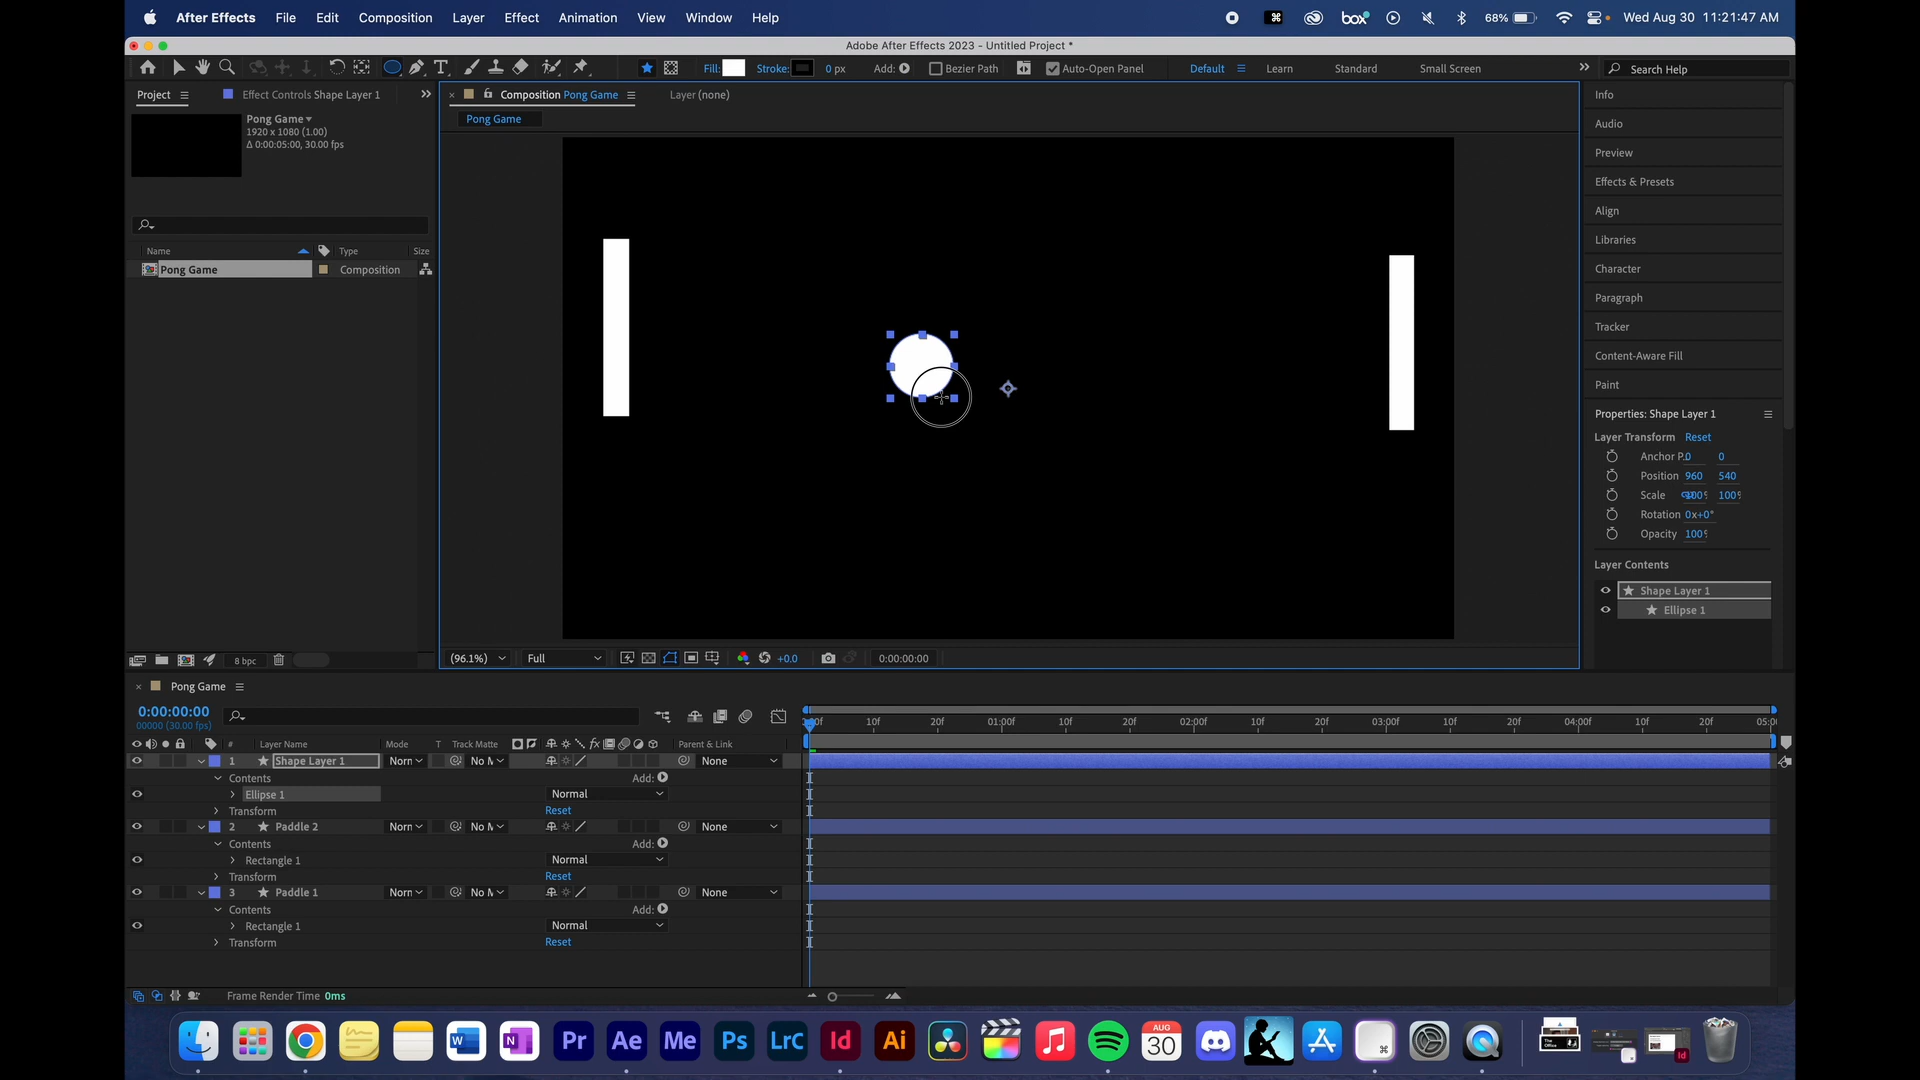 After Effects File Edit Composition Layer Effect Animation View Window Help
box 68% Wed Aug 30 11:21:47 AM
Adobe After Effects 2023 - Untitled Project *
Fill: Stroke: 0 px Add: Bezier Path Auto-Open Panel Default Learn Standard Small Screen Search Help
Project Effect Controls Shape Layer 1
Composition Pong Game Layer (none)
Pong Game
Pong Game
1920 x 1080 (1.00)
Δ 0:00:05:00, 30.00 fps
Name Type Size
Pong Game Composition
8 bpc
(96.1%) Full +0.0 0:00:00:00
Info
Audio
Preview
Effects & Presets
Align
Libraries
Character
Paragraph
Tracker
Content-Aware Fill
Paint
Properties: Shape Layer 1
Layer Transform Reset
Anchor P 0 0
Position 960 540
Scale 100% 100%
Rotation 0x+0°
Opacity 100%
Layer Contents
Shape Layer 1
Ellipse 1
Pong Game
0:00:00:00
00000 (30.00 fps)
10f 20f 01:00f 10f 20f 02:00f 10f 20f 03:00f 10f 20f 04:00f 10f 20f 05:00
# Layer Name Mode T Track Matte fx Parent & Link
1 Shape Layer 1 Norn No M None
Contents Add:
Ellipse 1 Normal
Transform Reset
2 Paddle 2 Norn No M None
Contents Add:
Rectangle 1 Normal
Transform Reset
3 Paddle 1 Norn No M None
Contents Add:
Rectangle 1 Normal
Transform Reset
Frame Render Time 0ms
W N Pr Ae Me Ps LrC Id Ai AUG
30